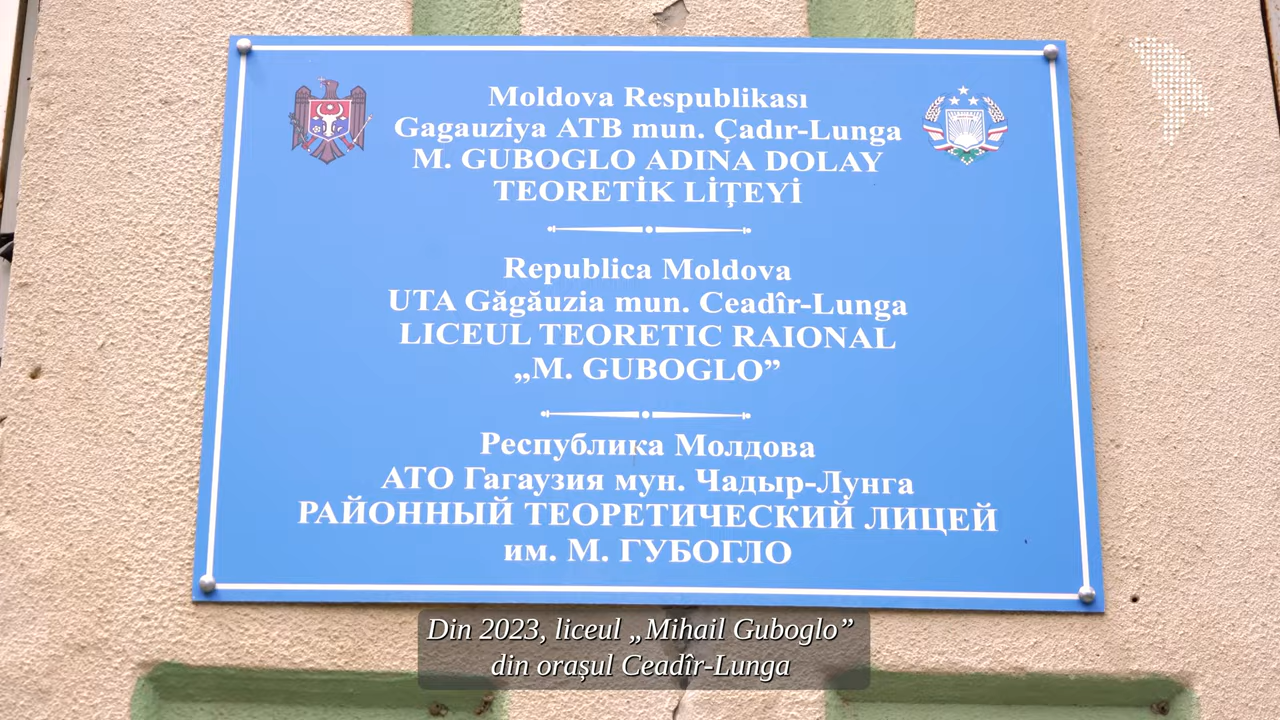 Moldova Respublikası
Gagauziya ATB mun. Çadır-Lunga
M. GUBOGLO ADINA DOLAY
TEORETİK LİŢEYİ
Republica Moldova
UTA Găgăuzia mun. Ceadîr-Lunga
LICEUL TEORETIC RAIONAL
„M. GUBOGLO”
Республика Молдова
АТО Гагаузия мун. Чадыр-Лунга
РАЙОННЫЙ ТЕОРЕТИЧЕСКИЙ ЛИЦЕЙ
им. М. ГУБОГЛО
Din 2023, liceul „Mihail Guboglo”
din orașul Ceadîr-Lunga